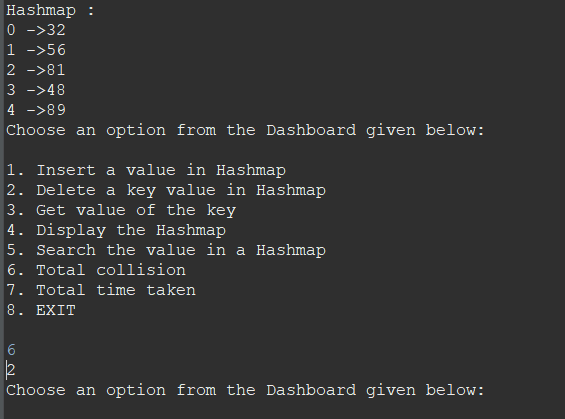 Hashmap :
0 ->32
1 ->56
2 ->81
3 ->48
4 ->89
Choose an option from the Dashboard given below:
1. Insert a value in Hashmap
2. Delete a key value in Hashmap
3. Get value of the key
4. Display the Hashmap
5. Search the value in a Hashmap
6. Total collision
7. Total time taken
8. EXIT
6
2
Choose an option from the Dashboard given below: